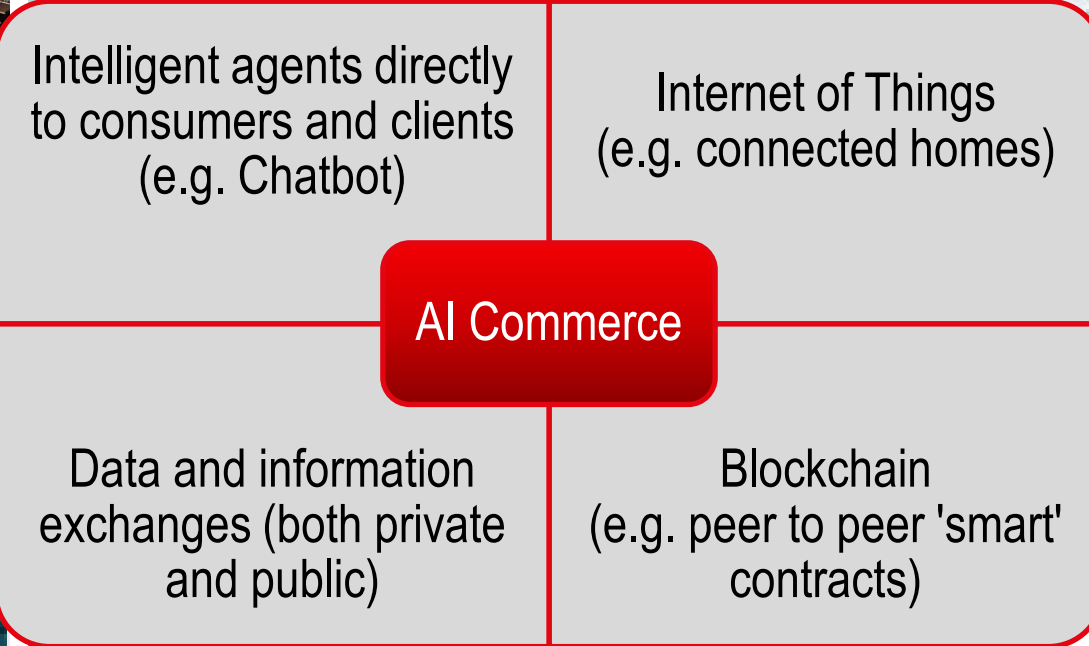 Intelligent agents directly
to consumers and clients
(e.g. Chatbot)
Internet of Things
(e.g. connected homes)
AI Commerce
Data and information
exchanges (both private
and public)
Blockchain
(e.g. peer to peer 'smart'
contracts)